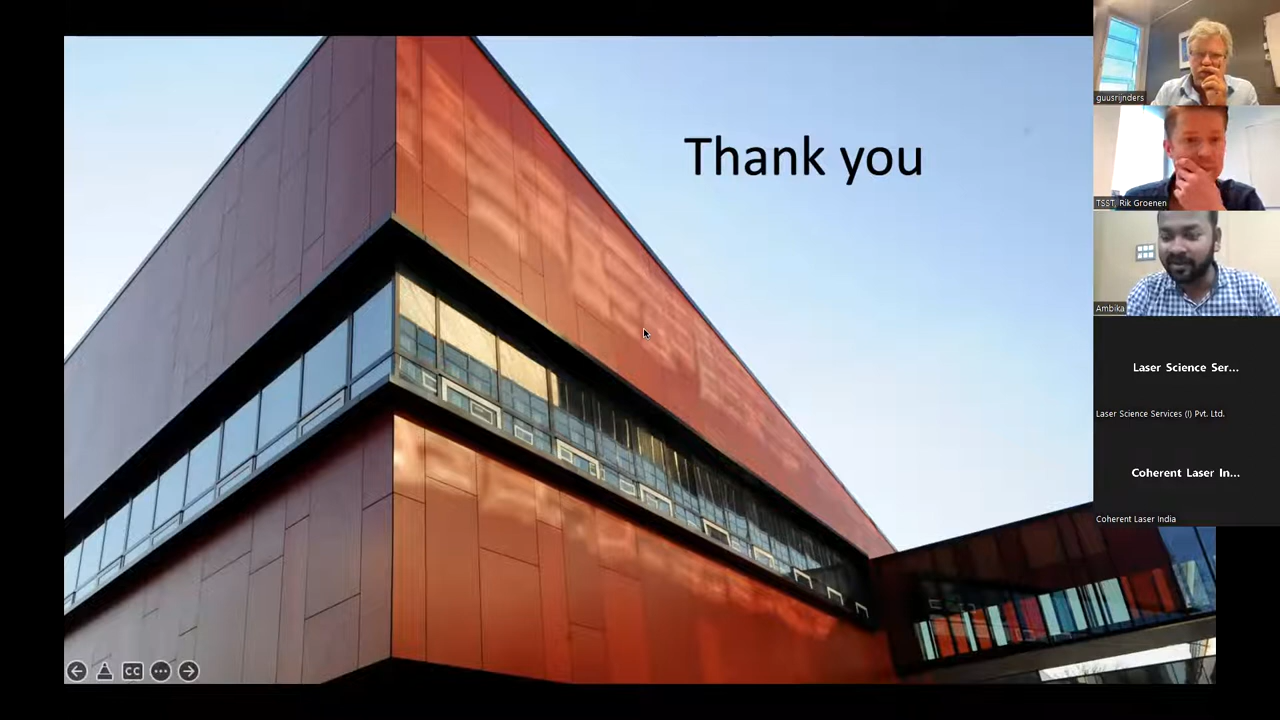 Thank you
guusrijnders
TSST, Rik Groenen
Ambika
Laser Science Ser...
Laser Science Services (I) Pvt. Ltd.
Coherent Laser In...
Coherent Laser India
CC